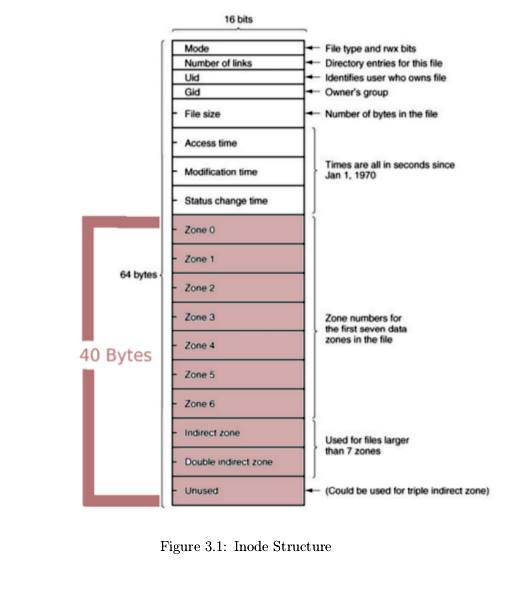 16 bits
Mode
File type and rwx bits
Number of links
Directory entries for this file
Uid
Identifies user who owns file
Gid
Owner's group
File size
Number of bytes in the file
Access time
Modification time
Times are all in seconds since
Jan 1, 1970
Status change time
Zone 0
Zone 1
64 bytes
Zone 2
Zone 3
Zone numbers for
the first seven data
zones in the file
Zone 4
40 Bytes
Zone 5
Zone 6
Indirect zone
Used for files larger
than 7 zones
Double indirect zone
Unused
(Could be used for triple indirect zone)
Figure 3.1: Inode Structure